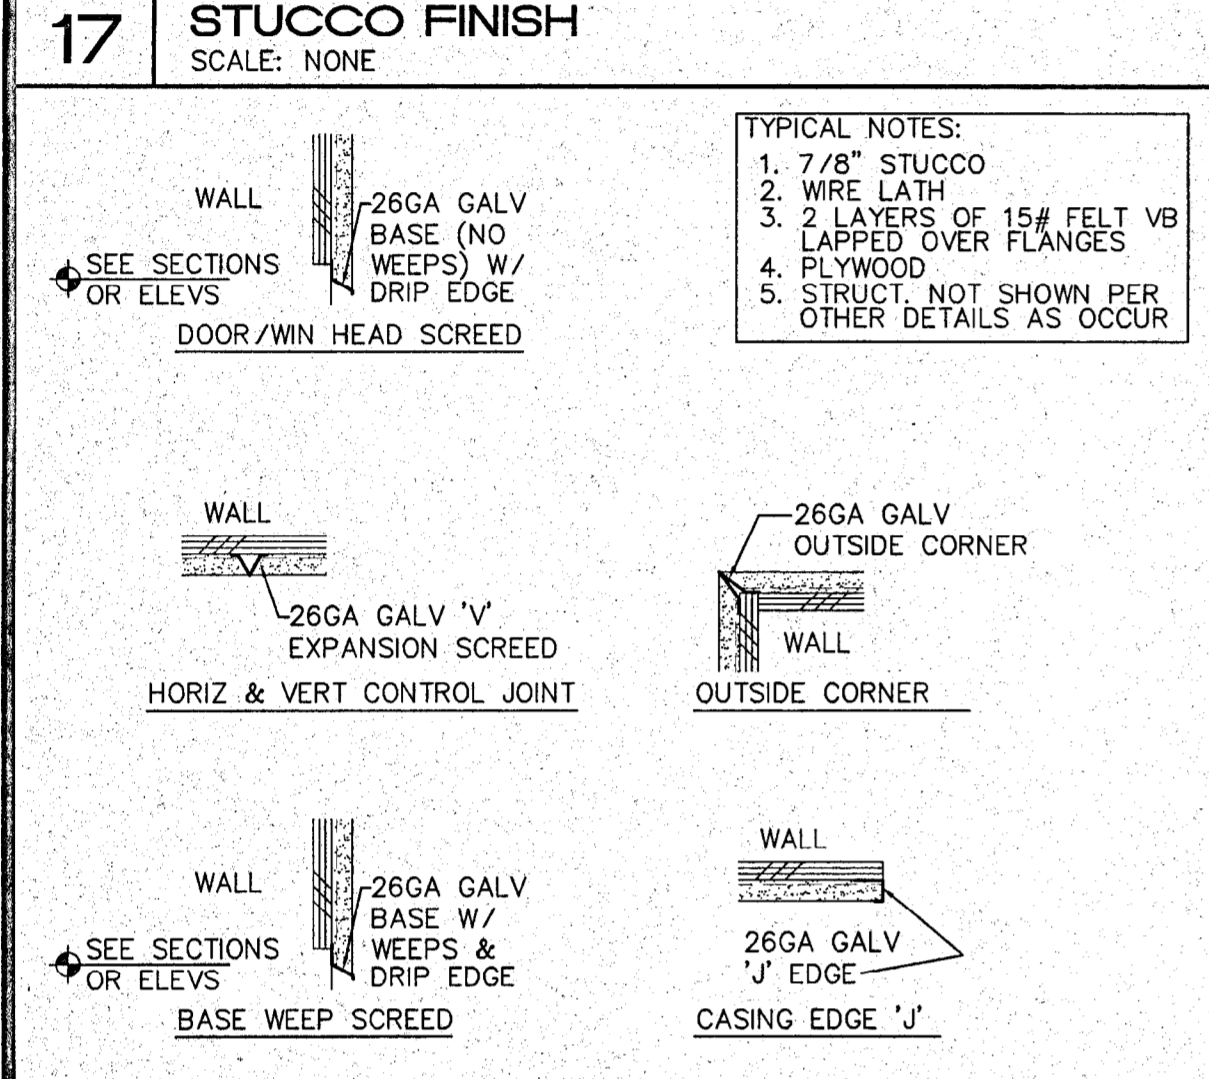 17
STUCCO FINISH
SCALE: NONE
TYPICAL NOTES:
1. 7/8" STUCCO
2. WIRE LATH
3. 2 LAYERS OF 15# FELT VB
LAPPED OVER FLANGES
4. PLYWOOD
5. STRUCT. NOT SHOWN PER
OTHER DETAILS AS OCCUR
WALL
26GA GALV
BASE (NO
WEEPS) W/
DRIP EDGE
SEE SECTIONS
OR ELEVS
DOOR/WIN HEAD SCREED
WALL
26GA GALV 'V'
EXPANSION SCREED
HORIZ & VERT CONTROL JOINT
26GA GALV
OUTSIDE CORNER
WALL
OUTSIDE CORNER
WALL
26GA GALV
BASE W/
WEEPS &
DRIP EDGE
SEE SECTIONS
OR ELEVS
BASE WEEP SCREED
WALL
26GA GALV
'J' EDGE
CASING EDGE 'J'